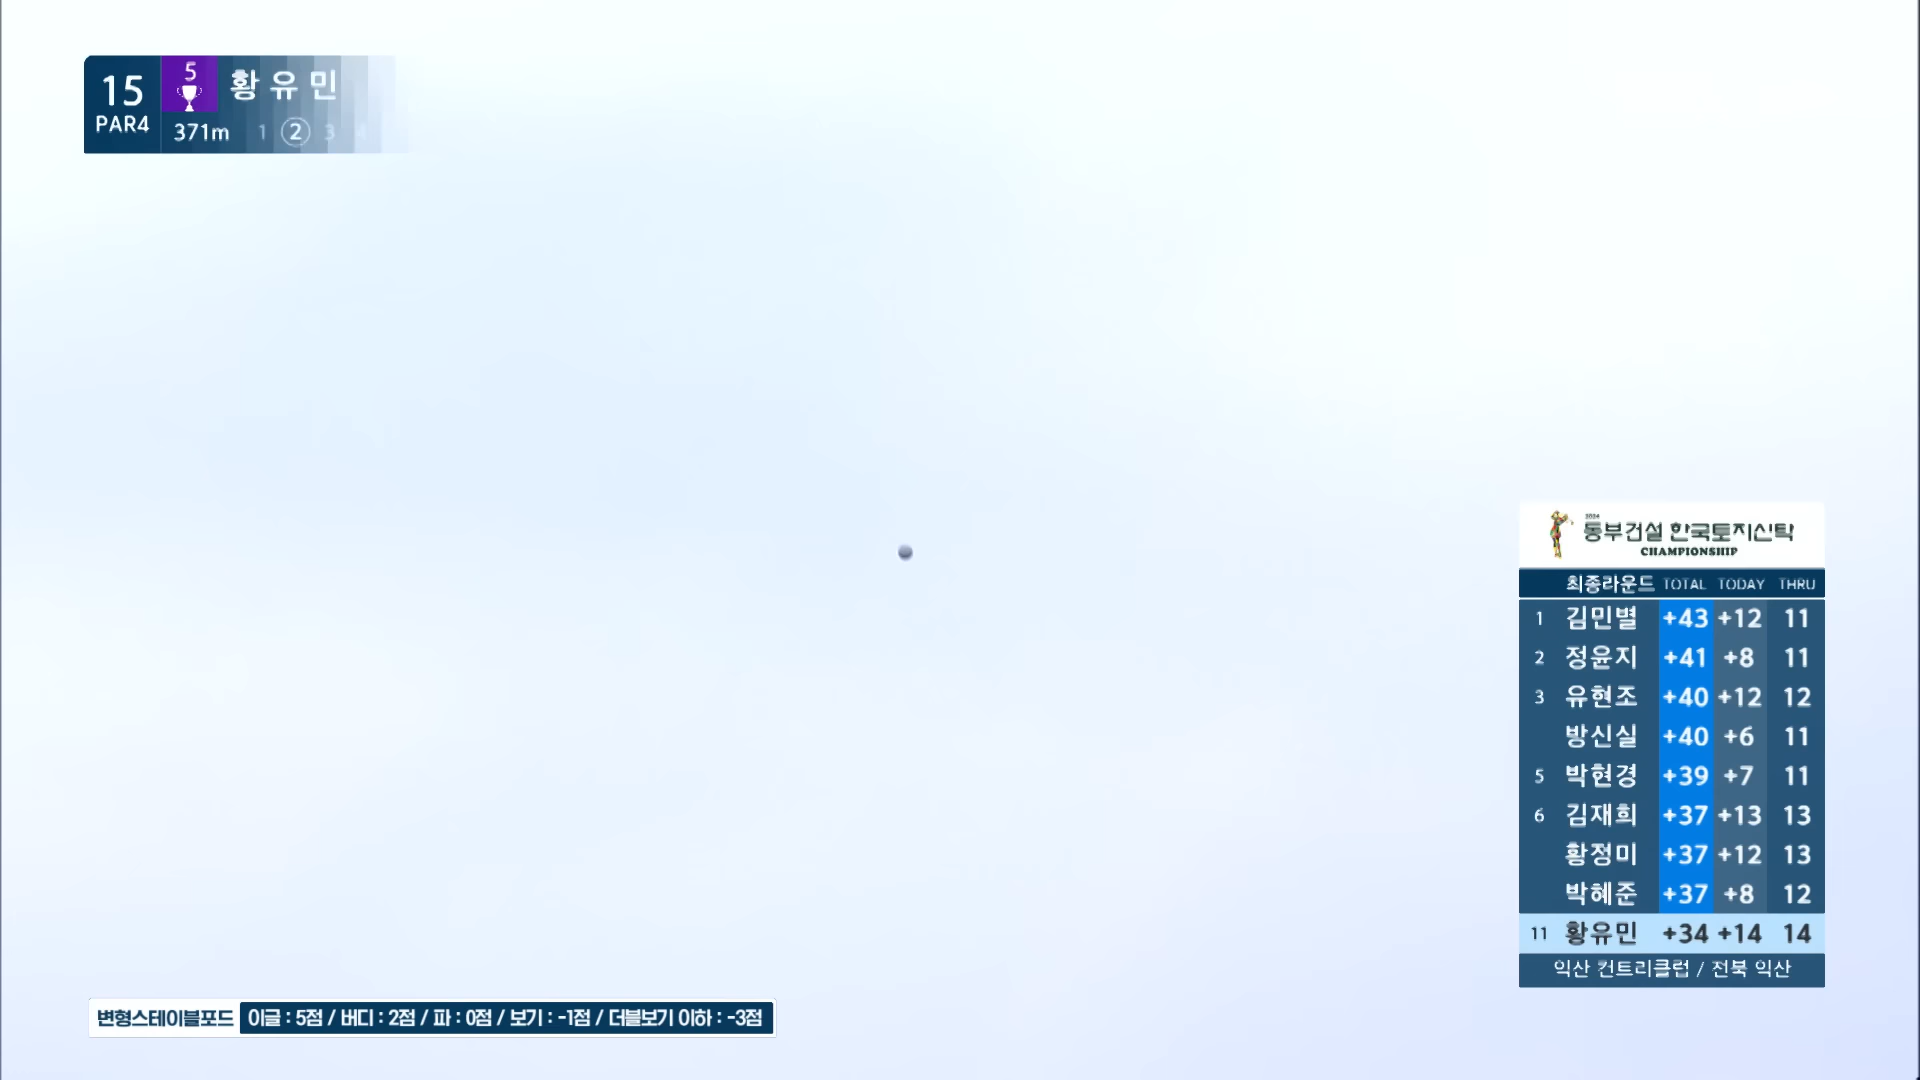 15
PAR4
5
황유민
371m 1 2 3 4
2024
동부건설 한국토지신탁
CHAMPIONSHIP
최종라운드 TOTAL TODAY THRU
1 김민별 +43 +12 11
2 정윤지 +41 +8 11
3 유현조 +40 +12 12
방신실 +40 +6 11
5 박현경 +39 +7 11
6 김재희 +37 +13 13
황정미 +37 +12 13
박혜준 +37 +8 12
11 황유민 +34 +14 14
익산 컨트리클럽 / 전북 익산
변형스테이블포드 이글 : 5점 / 버디 : 2점 / 파 : 0점 / 보기 : -1점 / 더블보기 이하 : -3점